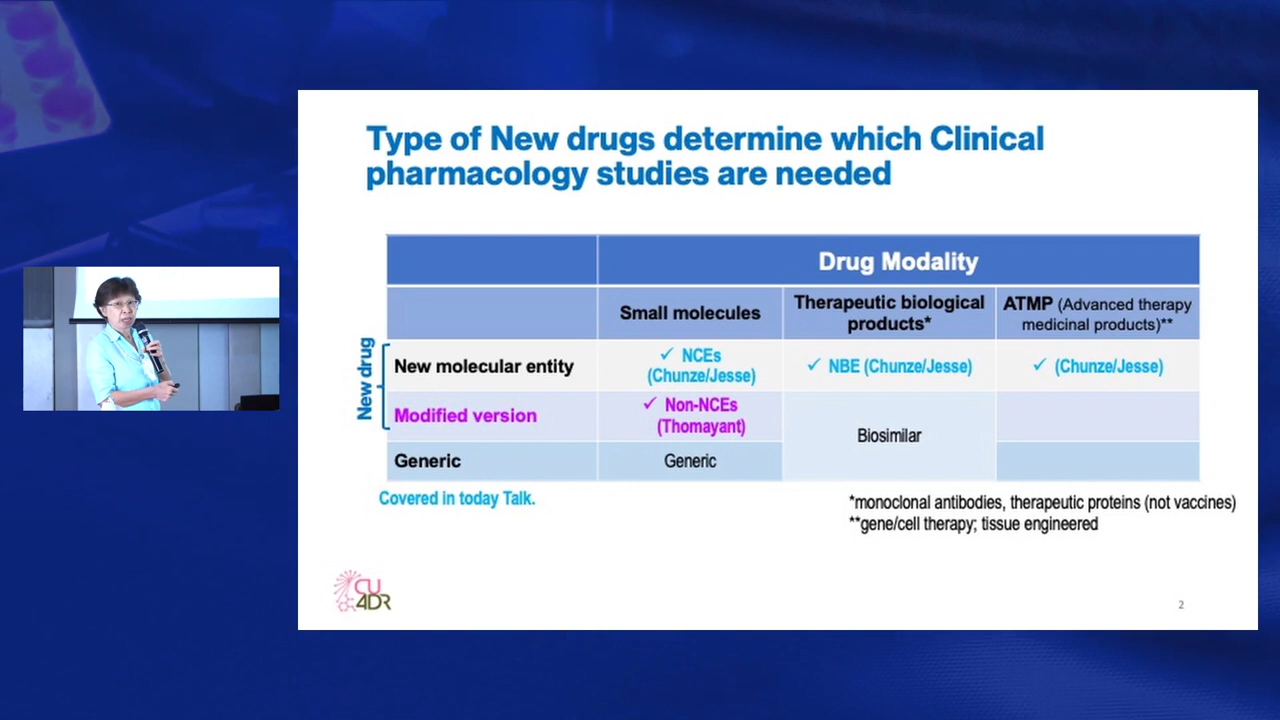 Type of New drugs determine which Clinical
pharmacology studies are needed
Drug Modality
Small molecules
Therapeutic biological
products*
ATMP (Advanced therapy
medicinal products)**
New drug
New molecular entity
✓ NCEs
(Chunze/Jesse)
✓ NBE (Chunze/Jesse)
✓ (Chunze/Jesse)
Modified version
✓ Non-NCEs
(Thomayant)
Biosimilar
Generic
Generic
Covered in today Talk.
*monoclonal antibodies, therapeutic proteins (not vaccines)
**gene/cell therapy; tissue engineered
CU
4DR
2